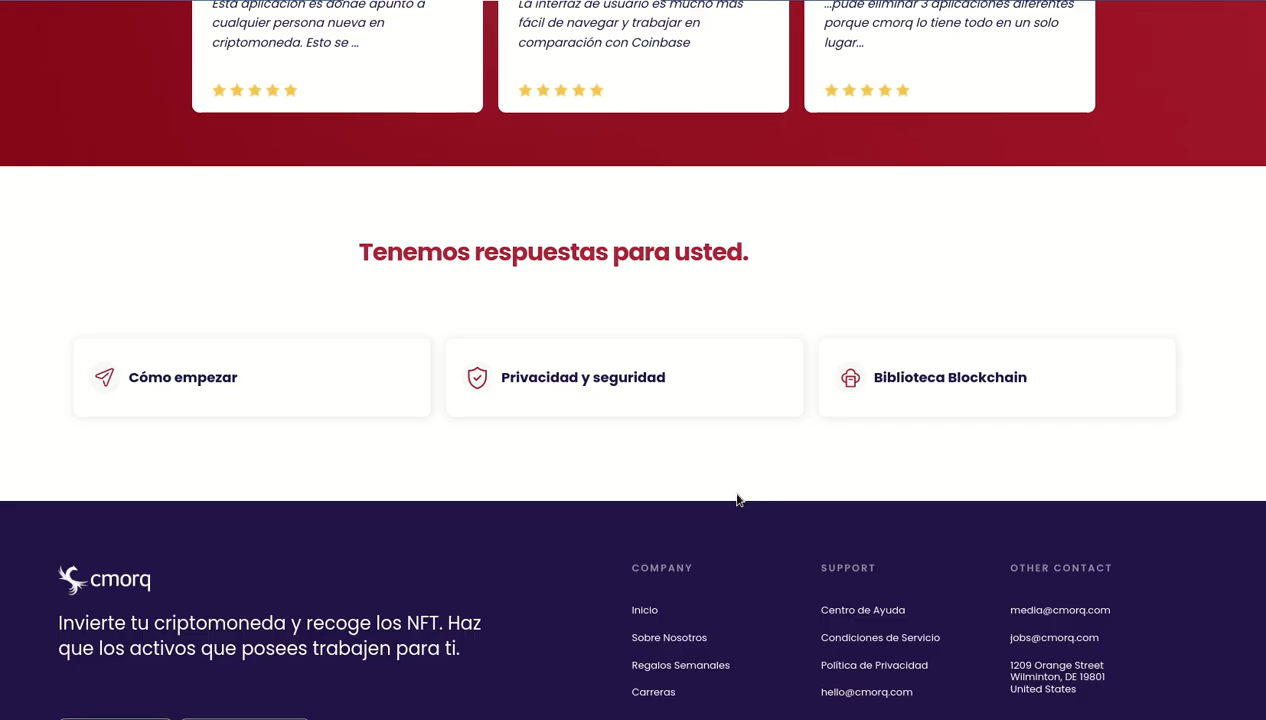 Esta aplicación es donde apunto a
cualquier persona nueva en
criptomoneda. Esto se ...
La interfaz de usuario es mucho más
fácil de navegar y trabajar en
comparación con Coinbase
...pude eliminar 3 aplicaciones diferentes
porque cmorq lo tiene todo en un solo
lugar...
Tenemos respuestas para usted.
Cómo empezar
Privacidad y seguridad
Biblioteca Blockchain
cmorq
Invierte tu criptomoneda y recoge los NFT. Haz
que los activos que posees trabajen para ti.
COMPANY
Inicio
Sobre Nosotros
Regalos Semanales
Carreras
SUPPORT
Centro de Ayuda
Condiciones de Servicio
Política de Privacidad
hello@cmorq.com
OTHER CONTACT
media@cmorq.com
jobs@cmorq.com
1209 Orange Street
Wilminton, DE 19801
United States